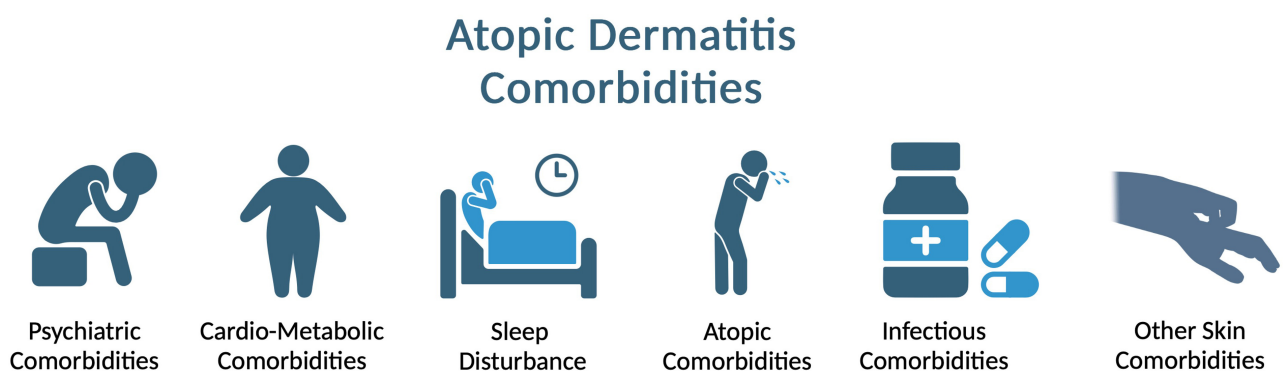 Atopic Dermatitis
Comorbidities
Psychiatric
Comorbidities
Cardio-Metabolic
Comorbidities
Sleep
Disturbance
Atopic
Comorbidities
Infectious
Comorbidities
Other Skin
Comorbidities